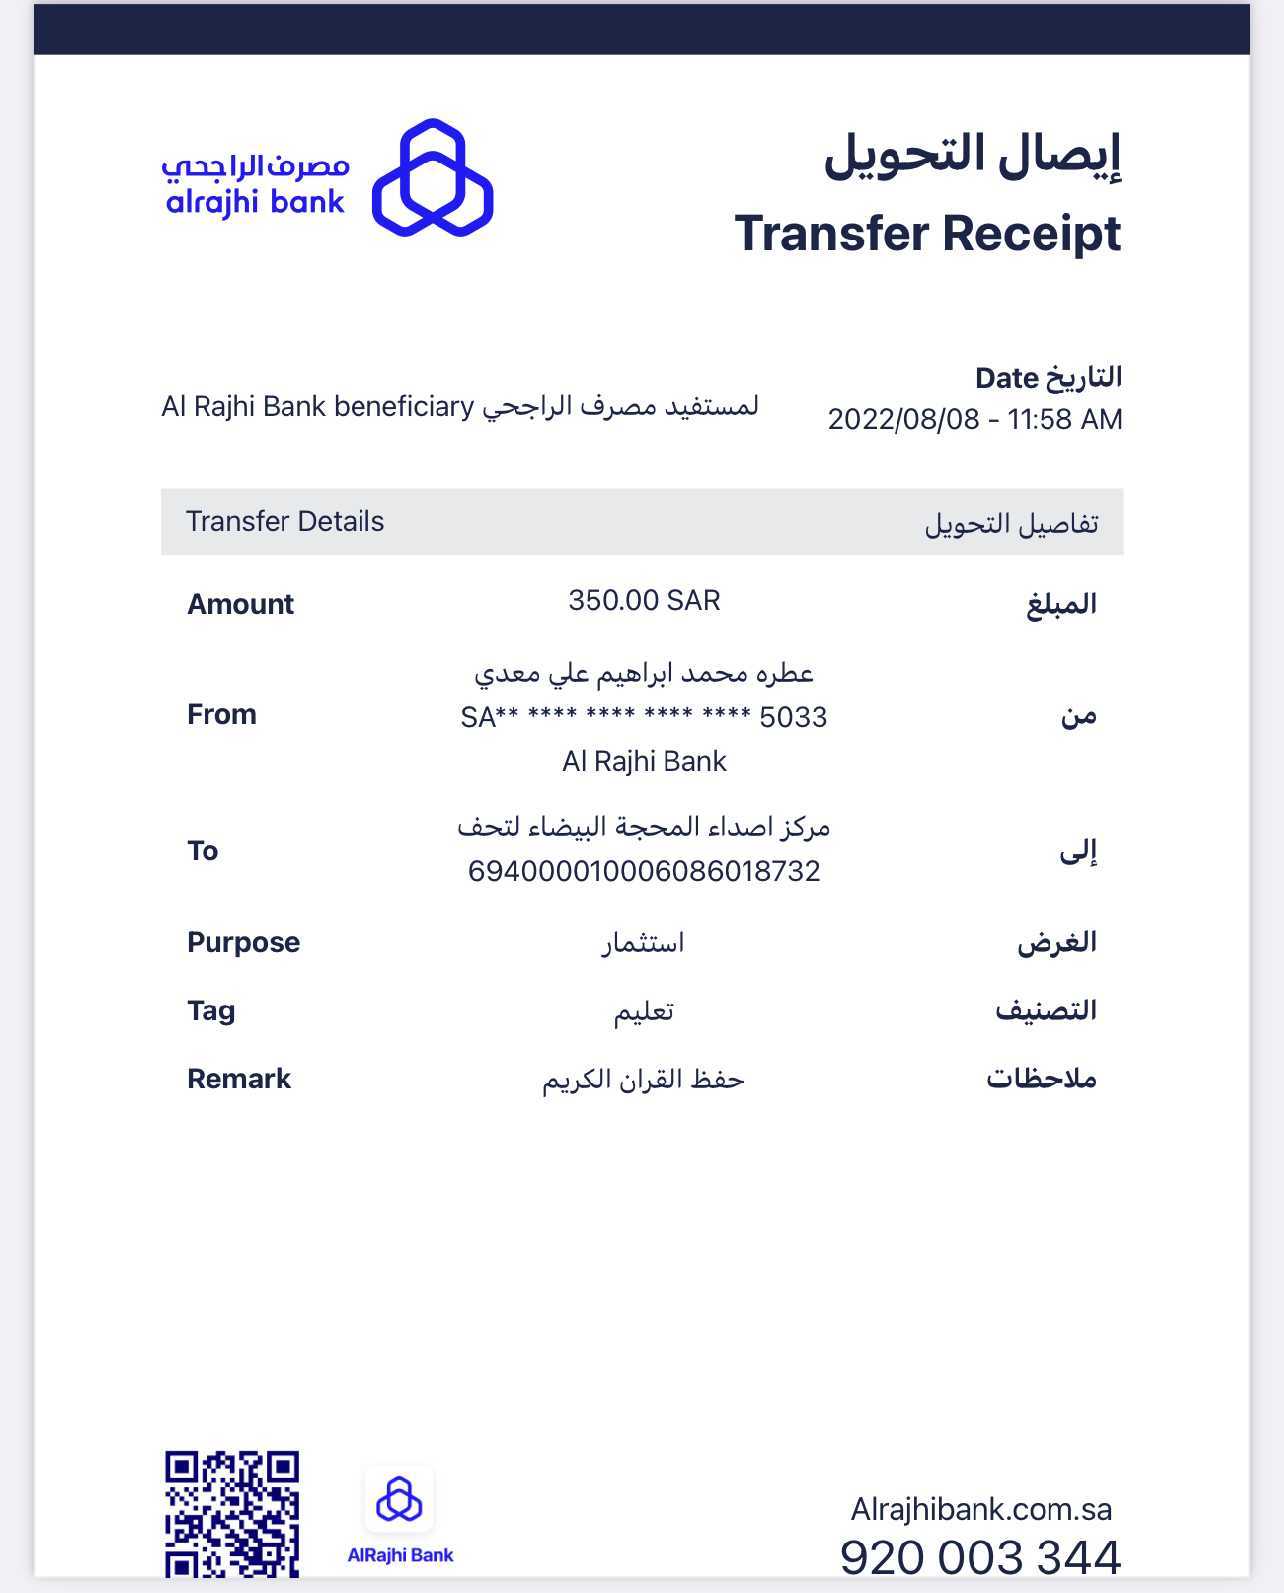 إيصال التحويل
Transfer Receipt
مصرف الراجحي
alrajhi bank
التاريخ Date
2022/08/08 - 11:58 AM
Al Rajhi Bank beneficiary لمستفيد مصرف الراجحي
Transfer Details تفاصيل التحويل
Amount 350.00 SAR المبلغ
عطره محمد ابراهيم علي معدي
From SA** **** **** **** **** 5033 من
Al Rajhi Bank
مركز اصداء المحجة البيضاء لتحف
To إلى
694000010006086018732
Purpose استثمار الغرض
Tag تعليم التصنيف
Remark حفظ القران الكريم ملاحظات
AlRajhi Bank
Alrajhibank.com.sa
920 003 344